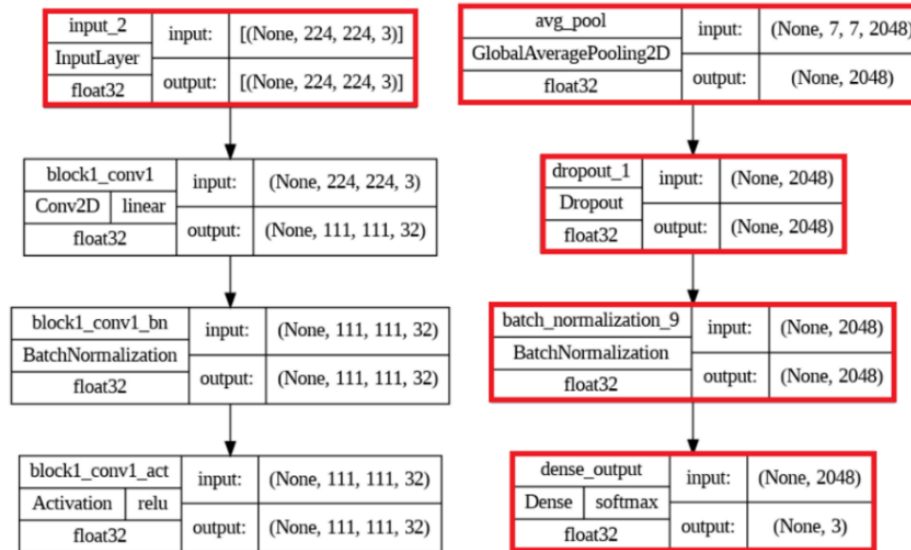 input_2
InputLayer
float32
input:
[(None, 224, 224, 3)]
output:
[(None, 224, 224, 3)]
block1_conv1
Conv2D linear
float32
input:
(None, 224, 224, 3)
output:
(None, 111, 111, 32)
block1_conv1_bn
BatchNormalization
float32
input:
(None, 111, 111, 32)
output:
(None, 111, 111, 32)
block1_conv1_act
Activation relu
float32
input:
(None, 111, 111, 32)
output:
(None, 111, 111, 32)
avg_pool
GlobalAveragePooling2D
float32
input:
(None, 7, 7, 2048)
output:
(None, 2048)
dropout_1
Dropout
float32
input:
(None, 2048)
output:
(None, 2048)
batch_normalization_9
BatchNormalization
float32
input:
(None, 2048)
output:
(None, 2048)
dense_output
Dense softmax
float32
input:
(None, 2048)
output:
(None, 3)